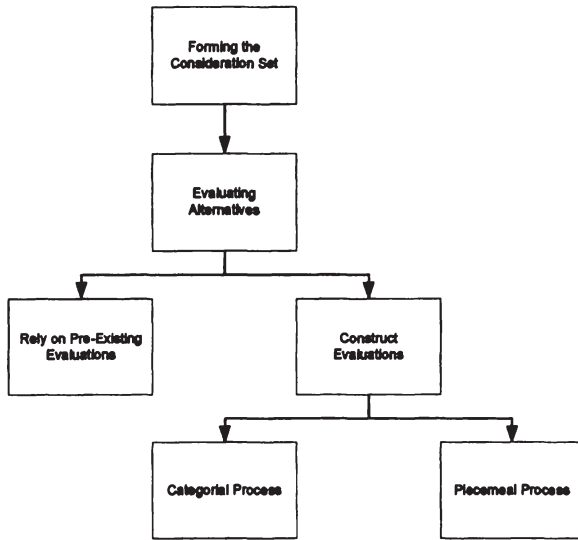 Forming the
Consideration Set
Evaluating
Alternatives
Rely on Pre-Existing
Evaluations
Construct
Evaluations
Categorial Process
Piecemeal Process